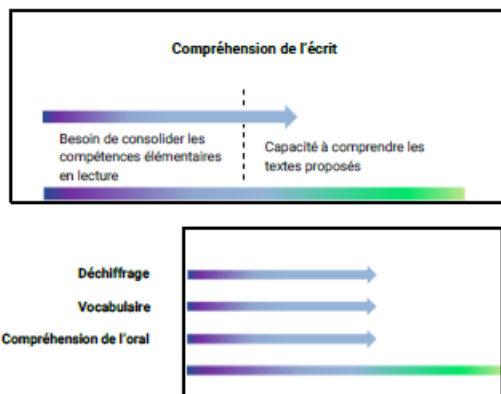 Compréhension de l'écrit
Besoin de consolider les
compétences élémentaires
en lecture
Capacité à comprendre les
textes proposés
Déchiffrage
Vocabulaire
Compréhension de l'oral